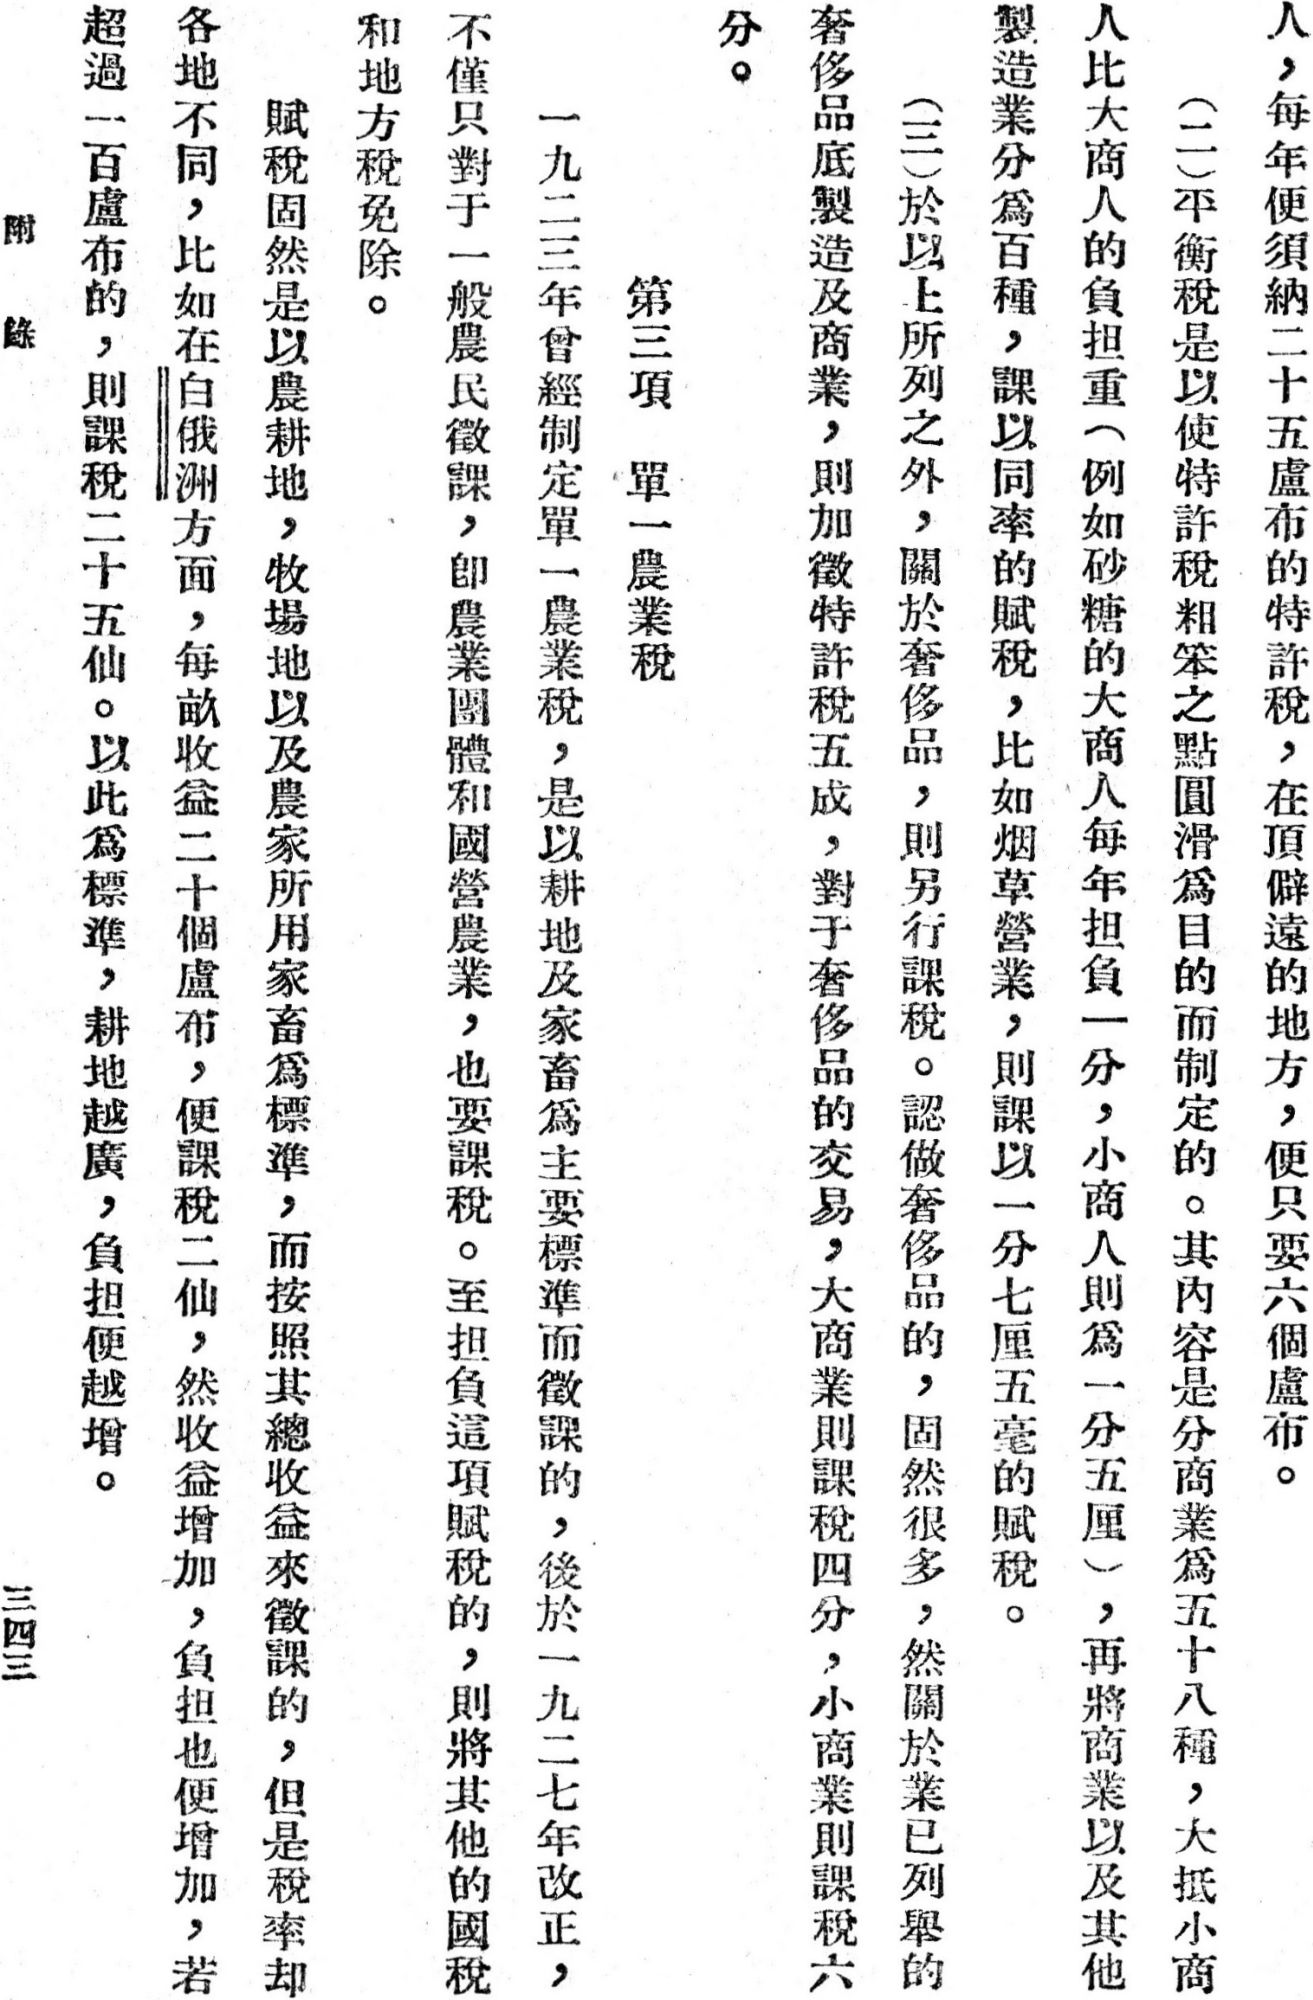 人，每年便須納二十五盧布的特許稅，在頂僻遠的地方，便只要六個盧布。
（二）平衡稅是以使特許稅粗笨之點圓滑爲目的而制定的。其內容是分商業爲五十八種，大抵小商
人比大商人的負担重（例如砂糖的大商人每年担負一分，小商人則爲一分五厘），再將商業以及其他
製造業分爲百種，課以同率的賦稅，比如烟草營業，則課以一分七厘五毫的賦稅。
（三）於以上所列之外，關於奢侈品，則另行課稅。認做奢侈品的，固然很多，然關於業已列舉的
奢侈品底製造及商業，則加徵特許稅五成，對于奢侈品的交易，大商業則課稅四分，小商業則課稅六
分。
第三項　單一農業稅
一九二三年曾經制定單一農業稅，是以耕地及家畜爲主要標準而徵課的，後於一九二七年改正，
不僅只對于一般農民徵課，卽農業團體和國營農業，也要課稅。至担負這項賦稅的，則將其他的國稅
和地方稅免除。
賦稅固然是以農耕地，牧場地以及農家所用家畜爲標準，而按照其總收益來徵課的，但是稅率却
各地不同，比如在白俄洲方面，每畝收益二十個盧布，便課稅二仙，然收益增加，負担也便增加，若
超過一百盧布的，則課稅二十五仙。以此爲標準，耕地越廣，負担便越增。
附　錄
三四三